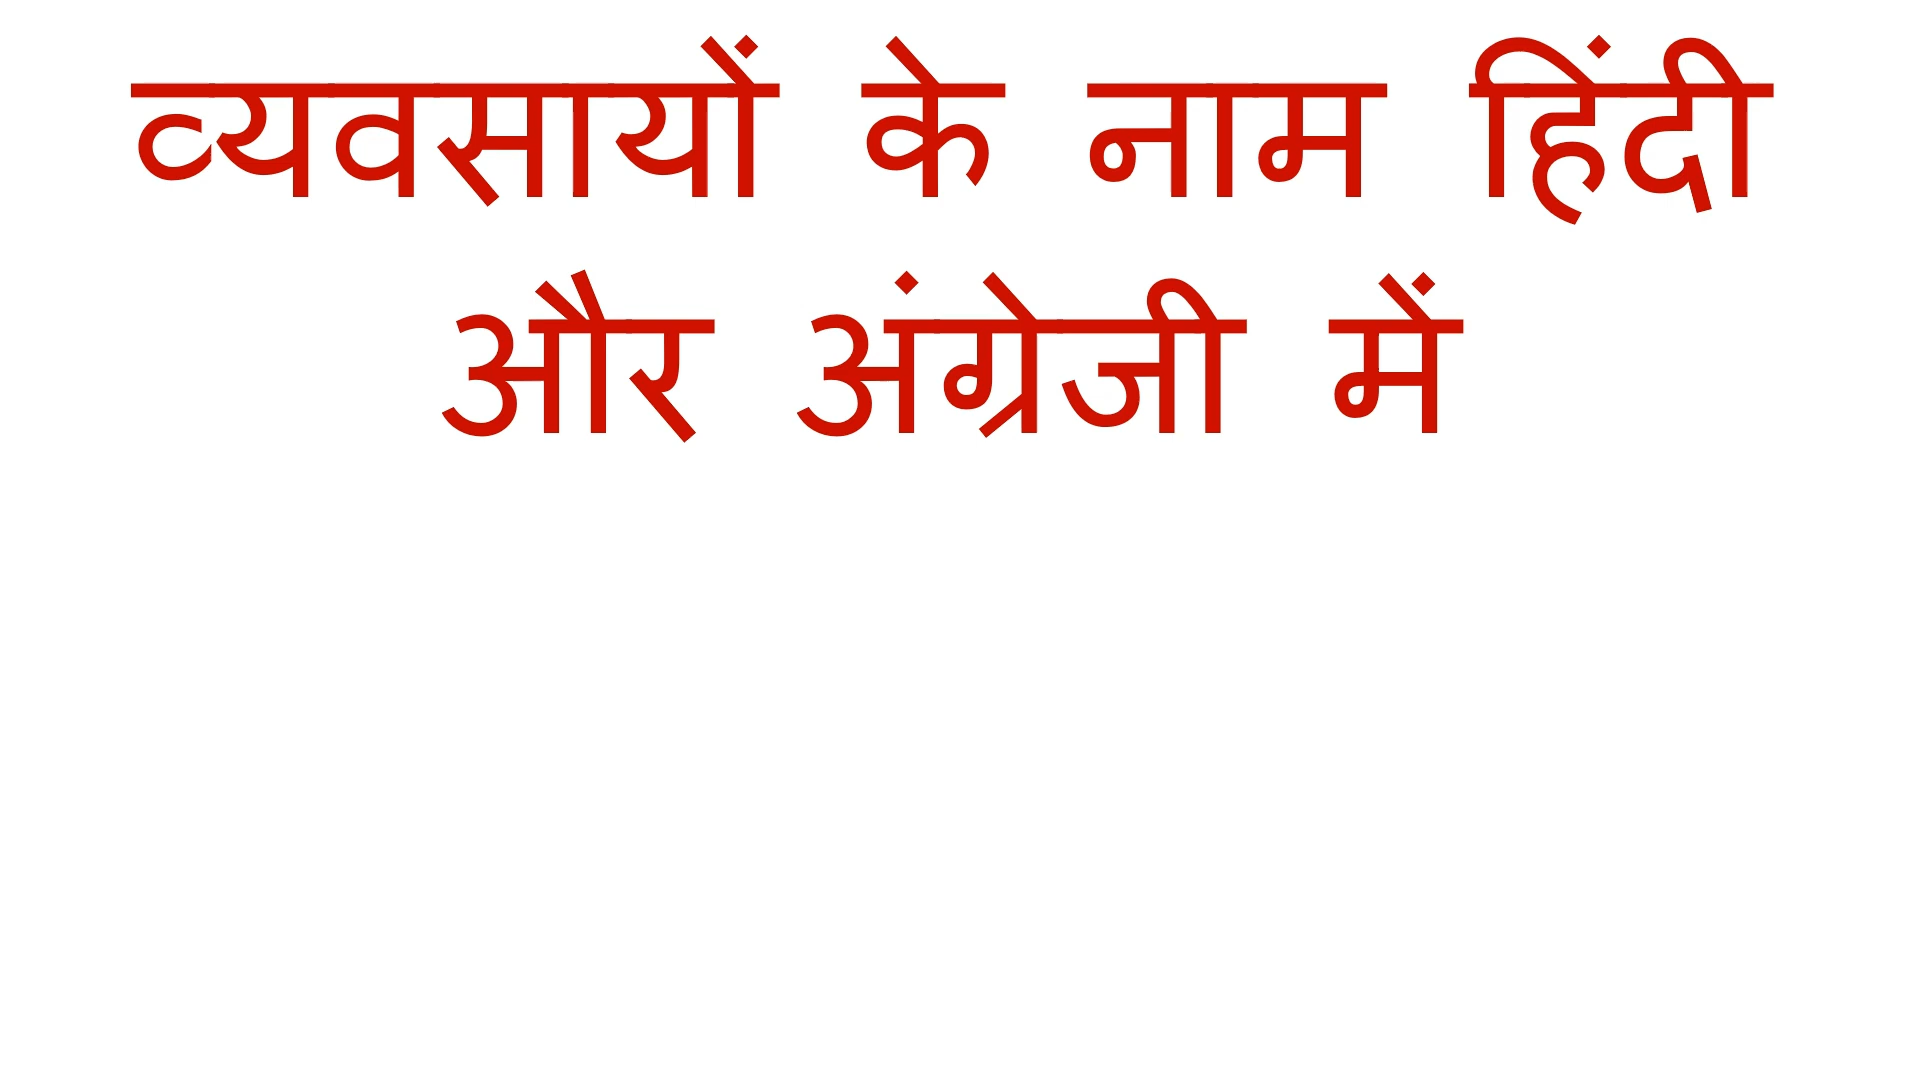 व्यवसायों के नाम हिंदी
और अंग्रेजी में